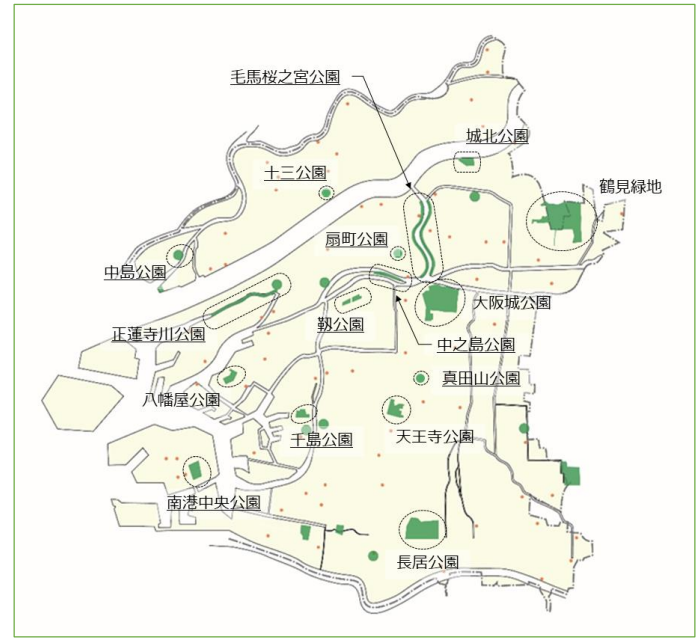 毛馬桜之宮公園
城北公園
十三公園
鶴見緑地
扇町公園
中島公園
大阪城公園
靱公園
正蓮寺川公園
中之島公園
真田山公園
八幡屋公園
千島公園
天王寺公園
南港中央公園
長居公園